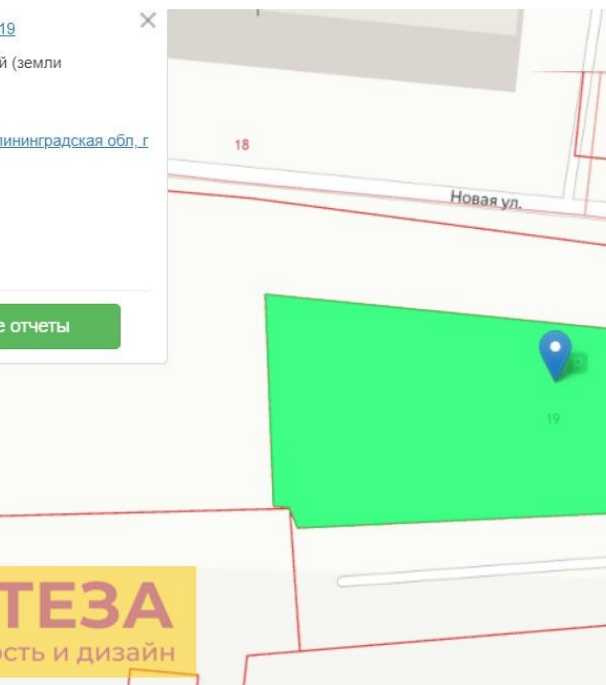 19
й (земли
лининградская обл, г
е отчеты
18
Новая ул.
19
ТЕЗА
ость и дизайн